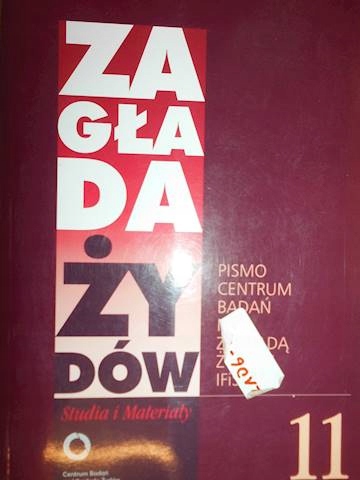 ZA
GŁA
DA
ŻY
DÓW
Studia i Materiały
PISMO
CENTRUM
BADAŃ
11
Centrum Badań